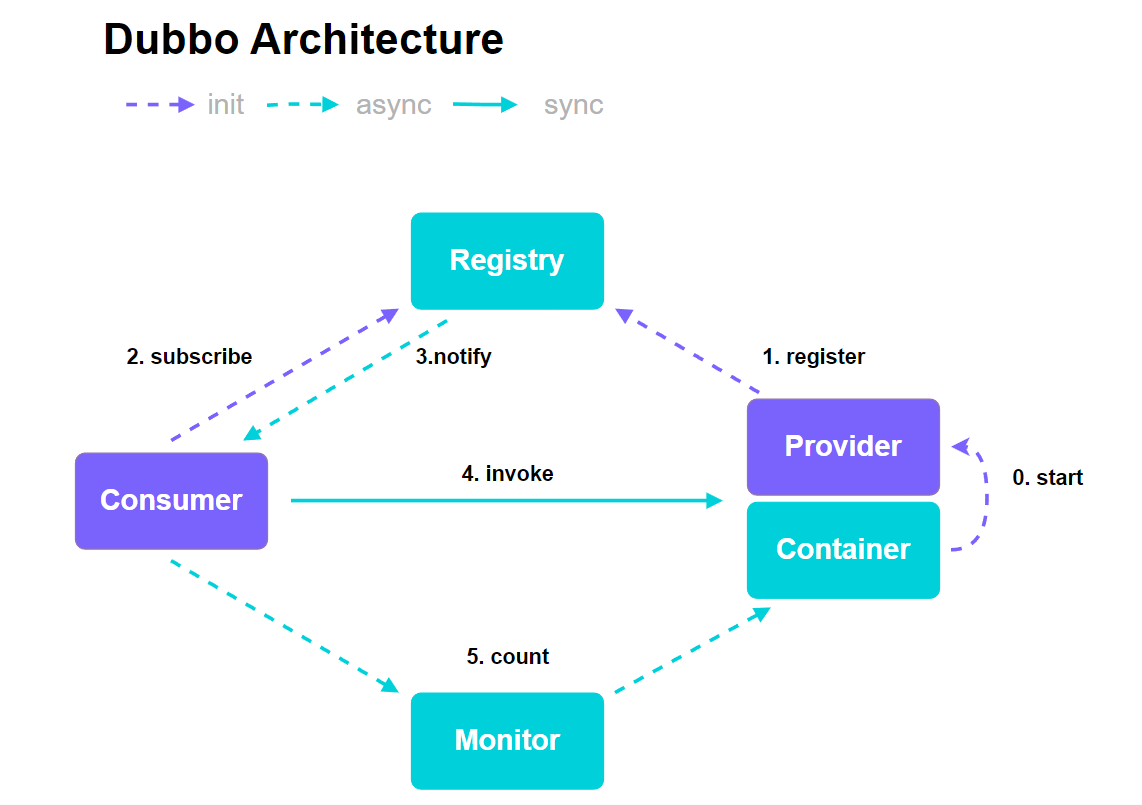 Dubbo Architecture
init async sync
Registry
2. subscribe
3.notify
1. register
Provider
4. invoke
0. start
Consumer
Container
5. count
Monitor